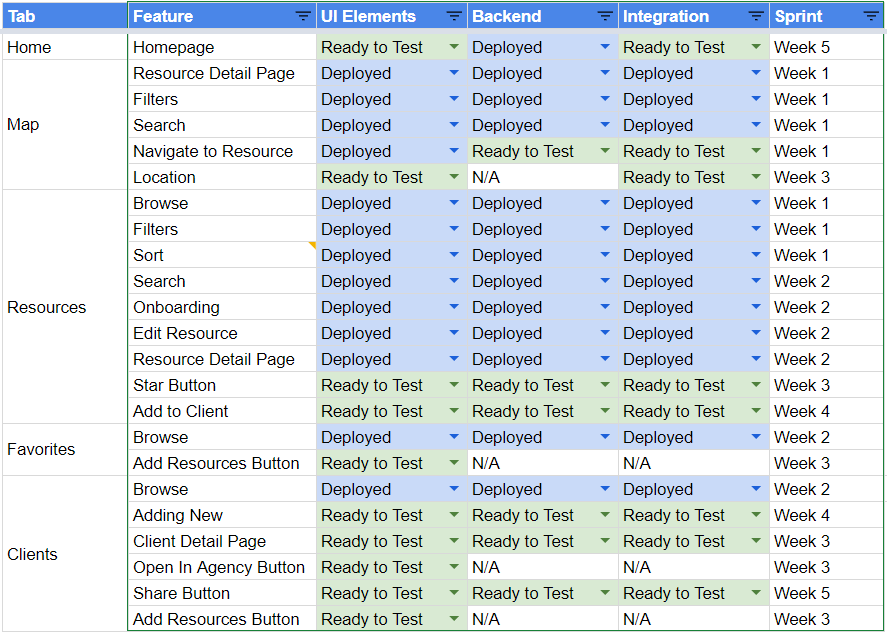 Tab Feature UI Elements Backend Integration Sprint
Home Homepage Ready to Test Deployed Ready to Test Week 5
Resource Detail Page Deployed Deployed Deployed Week 1
Filters Deployed Deployed Deployed Week 1
Map Search Deployed Deployed Deployed Week 1
Navigate to Resource Deployed Ready to Test Ready to Test Week 1
Location Ready to Test N/A Ready to Test Week 3
Browse Deployed Deployed Deployed Week 1
Filters Deployed Deployed Deployed Week 1
Sort Deployed Deployed Deployed Week 1
Search Deployed Deployed Deployed Week 2
Resources Onboarding Deployed Deployed Deployed Week 2
Edit Resource Deployed Deployed Deployed Week 2
Resource Detail Page Deployed Deployed Deployed Week 2
Star Button Ready to Test Ready to Test Ready to Test Week 3
Add to Client Ready to Test Ready to Test Ready to Test Week 4
Favorites Browse Deployed Deployed Deployed Week 2
Add Resources Button Ready to Test N/A N/A Week 3
Browse Deployed Deployed Deployed Week 2
Adding New Ready to Test Ready to Test Ready to Test Week 4
Clients Client Detail Page Ready to Test Ready to Test Ready to Test Week 3
Open In Agency Button Ready to Test N/A N/A Week 3
Share Button Ready to Test Ready to Test Ready to Test Week 5
Add Resources Button Ready to Test N/A N/A Week 3